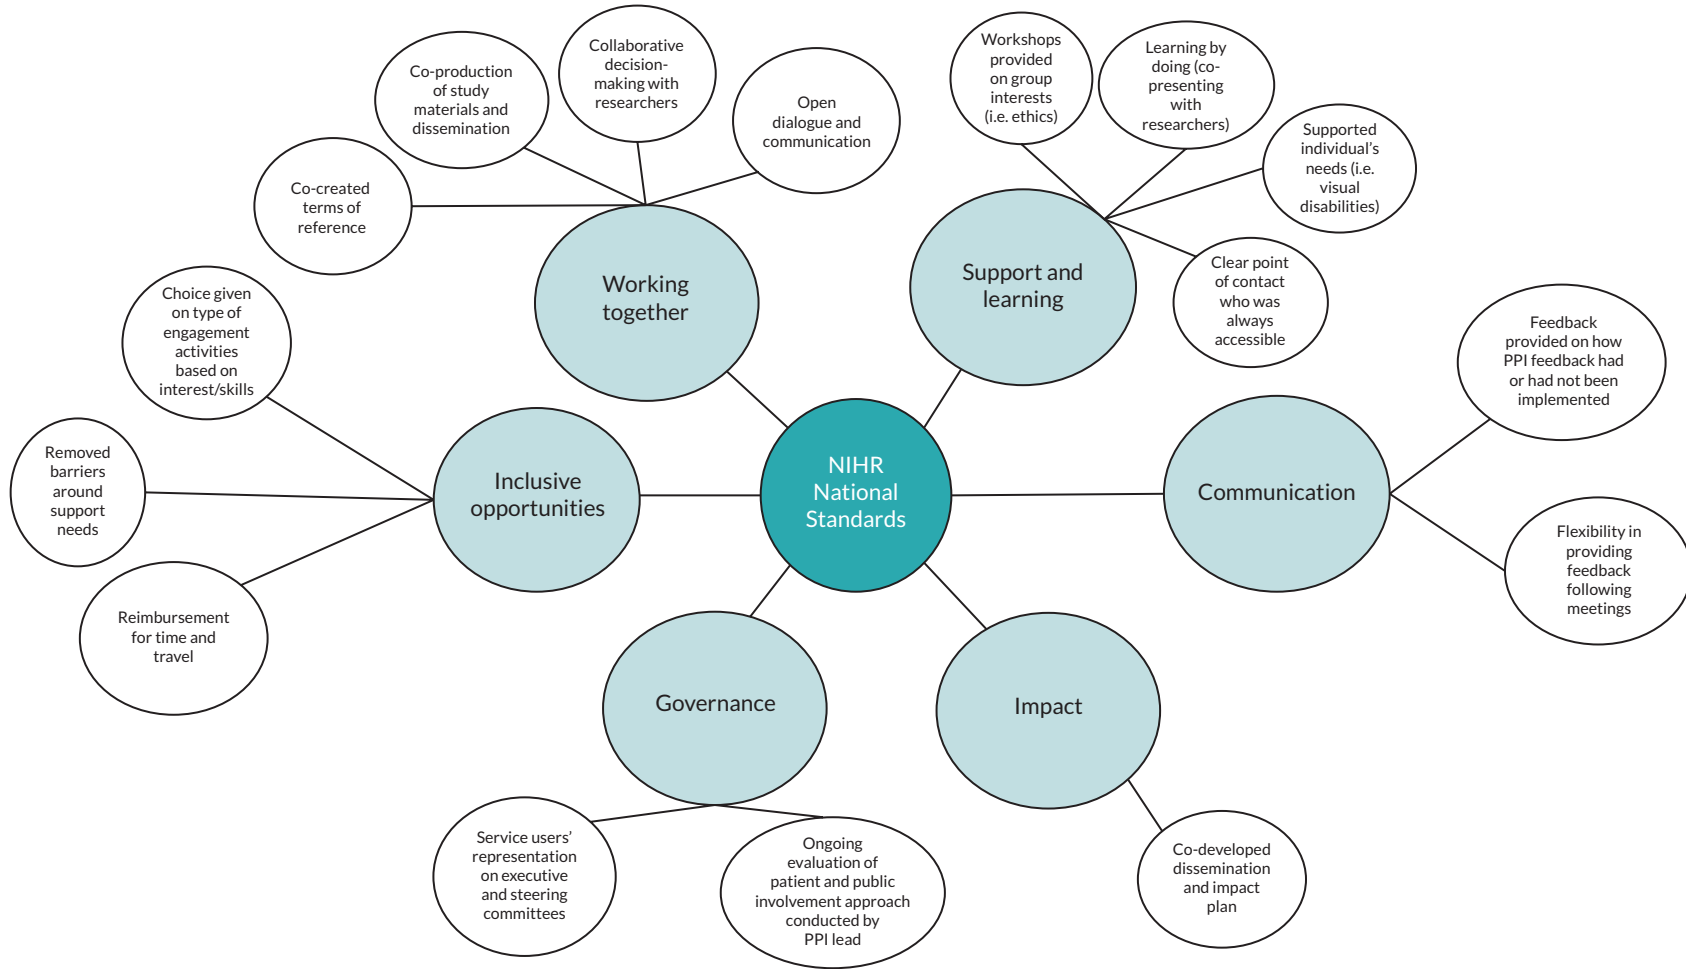 Co-production
of study
materials and
dissemination
Collaborative
decision-
making with
researchers
Open
dialogue and
communication
Co-created
terms of
reference
Working
together
Workshops
provided
on group
interests
(i.e. ethics)
Learning by
doing (co-
presenting
with
researchers)
Supported
individual's
needs (i.e.
visual
disabilities)
Clear point
of contact
who was
always
accessible
Support and
learning
Choice given
on type of
engagement
activities
based on
interest/skills
Removed
barriers
around
support
needs
Reimbursement
for time and
travel
Inclusive
opportunities
NIHR
National
Standards
Communication
Feedback
provided on how
PPI feedback had
or had not been
implemented
Flexibility in
providing
feedback
following
meetings
Governance
Service users’
representation
on executive
and steering
committees
Ongoing
evaluation of
patient and public
involvement approach
conducted by
PPI lead
Impact
Co-developed
dissemination
and impact
plan